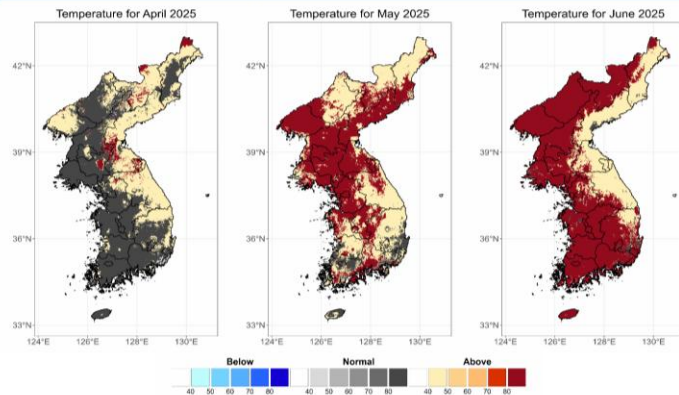 Temperature for April 2025
Temperature for May 2025
Temperature for June 2025
42°N
39°N
36°N
33°N
124°E 126°E 128°E 130°E
42°N
39°N
36°N
33°N
124°E 126°E 128°E 130°E
42°N
39°N
36°N
33°N
124°E 126°E 128°E 130°E
Below Normal Above
40 50 60 70 80 40 50 60 70 80 40 50 60 70 80